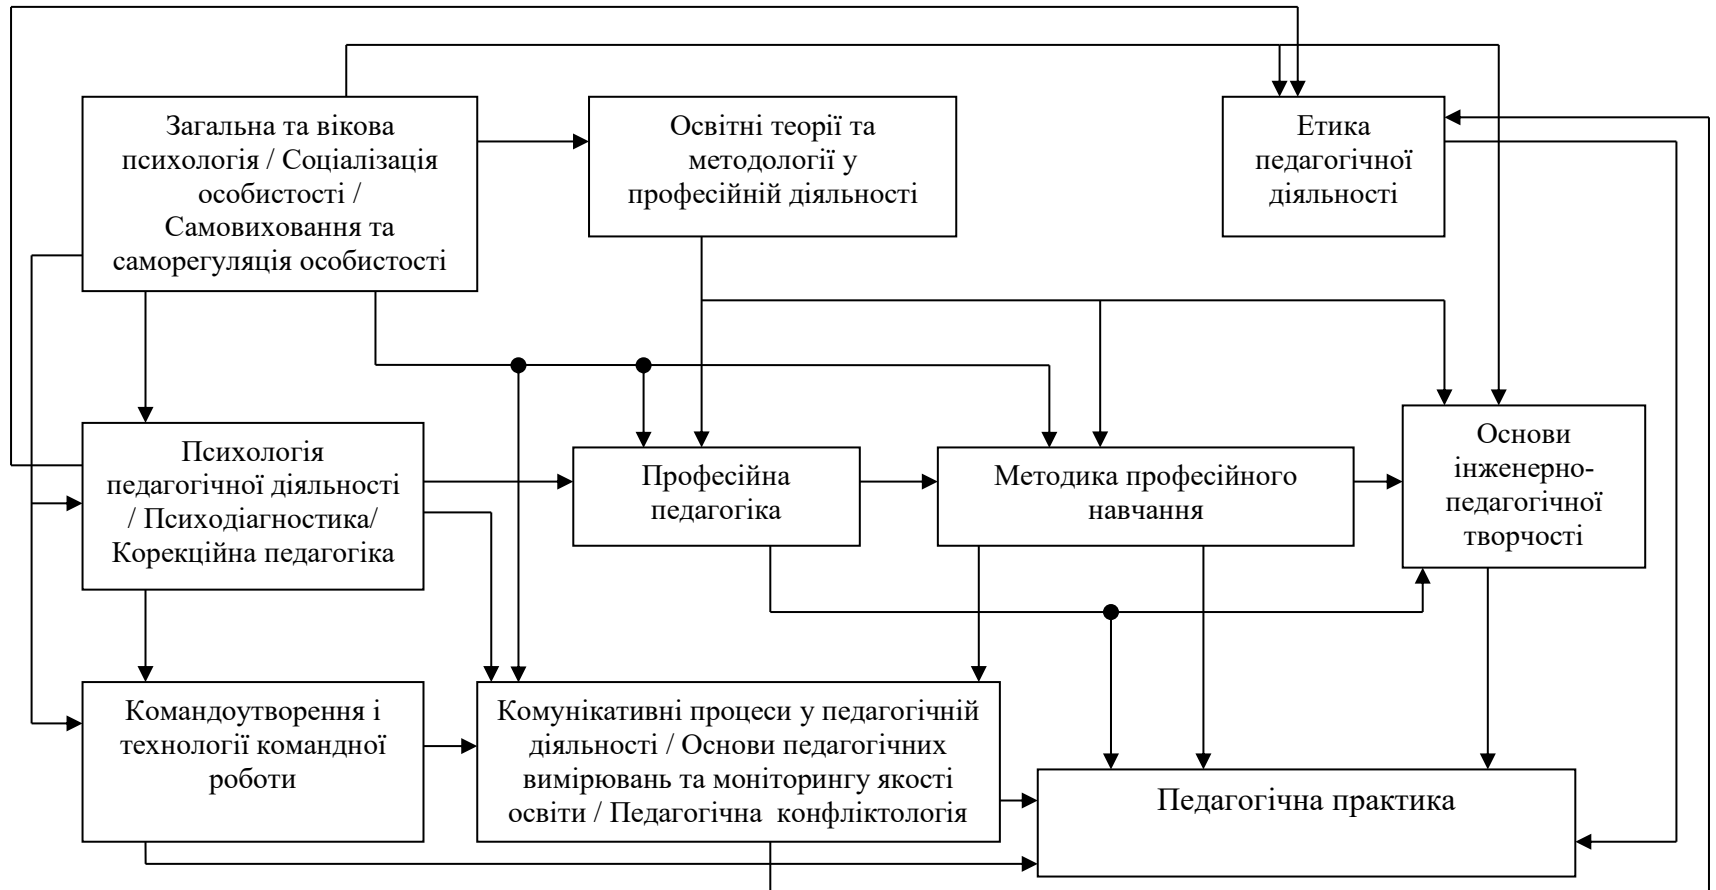 Загальна та вікова
психологія / Соціалізація
особистості /
Самовиховання та
саморегуляція особистості
Освітні теорії та
методології у
професійній діяльності
Етика
педагогічної
діяльності
Психологія
педагогічної діяльності
/ Психодіагностика/
Корекційна педагогіка
Професійна
педагогіка
Методика професійного
навчання
Основи
інженерно-
педагогічної
творчості
Командоутворення і
технології командної
роботи
Комунікативні процеси у педагогічній
діяльності / Основи педагогічних
вимірювань та моніторингу якості
освіти / Педагогічна конфліктологія
Педагогічна практика